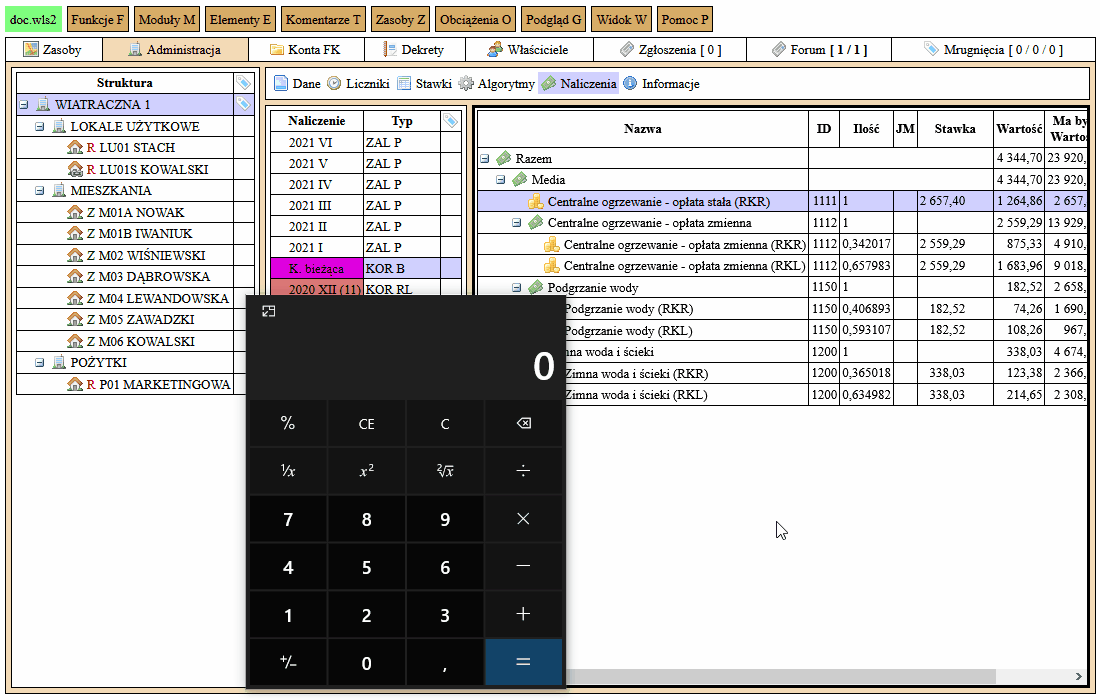 doc.wls2 Funkcje F Moduły M Elementy E Komentarze T Zasoby Z Obciążenia O Podgląd G Widok W Pomoc P
Zasoby Administracja Konta FK Dekrety Właściciele Zgłoszenia [ 0 ] Forum [ 1 / 1 ] Mrugnięcia [ 0 / 0 / 0 ]
Struktura
WIATRACZNA 1
LOKALE UŻYTKOWE
R LU01 STACH
R LU01S KOWALSKI
MIESZKANIA
Z M01A NOWAK
Z M01B IWANIUK
Z M02 WIŚNIEWSKI
Z M03 DĄBROWSKA
Z M04 LEWANDOWSKA
Z M05 ZAWADZKI
Z M06 KOWALSKI
POŻYTKI
R P01 MARKETINGOWA
Dane Liczniki Stawki Algorytmy Naliczenia Informacje
Naliczenie Typ
2021 VI ZAL P
2021 V ZAL P
2021 IV ZAL P
2021 III ZAL P
2021 II ZAL P
2021 I ZAL P
K. bieżąca KOR B
2020 XII (11) KOR RL
Nazwa ID Ilość JM Stawka Wartość Ma by
Warto
Razem 4 344,70 23 920,
Media 4 344,70 23 920,
Centralne ogrzewanie - opłata stała (RKR) 1111 1 2 657,40 1 264,86 2 657,
Centralne ogrzewanie - opłata zmienna 1112 1 2 559,29 13 929,
Centralne ogrzewanie - opłata zmienna (RKR) 1112 0,342017 2 559,29 875,33 4 910,
Centralne ogrzewanie - opłata zmienna (RKL) 1112 0,657983 2 559,29 1 683,96 9 018,
Podgrzanie wody 1150 1 182,52 2 658,
Podgrzanie wody (RKR) 1150 0,406893 182,52 74,26 1 690,
Podgrzanie wody (RKL) 1150 0,593107 182,52 108,26 967,
na woda i ścieki 1200 1 338,03 4 674,
Zimna woda i ścieki (RKR) 1200 0,365018 338,03 123,38 2 366,
Zimna woda i ścieki (RKL) 1200 0,634982 338,03 214,65 2 308,
0
% CE C
¹/x x² ²√x ÷
7 8 9 ×
4 5 6 −
1 2 3 +
+/− 0 , =